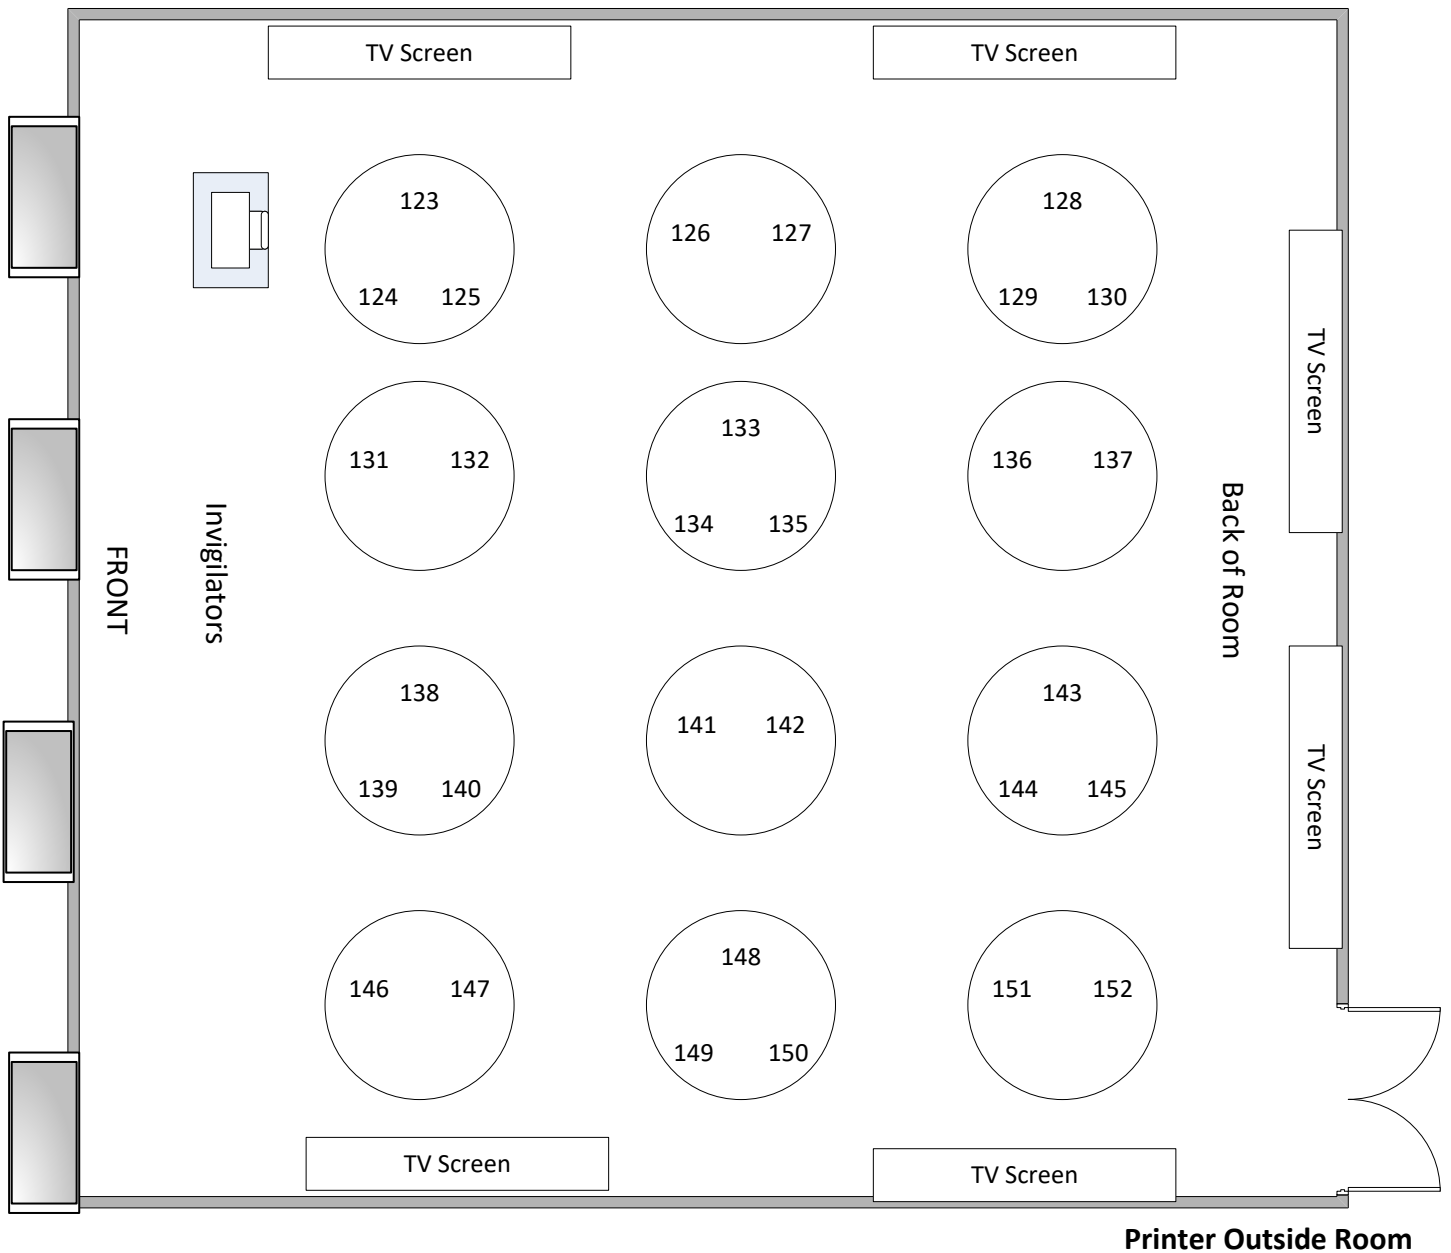 TV Screen
TV Screen
123
126 127
128
124 125
129 130
TV Screen
133
131 132
136 137
134 135
Back of Room
Invigilators
FRONT
138
143
141 142
139 140
144 145
TV Screen
148
146 147
151 152
149 150
TV Screen
TV Screen
Printer Outside Room